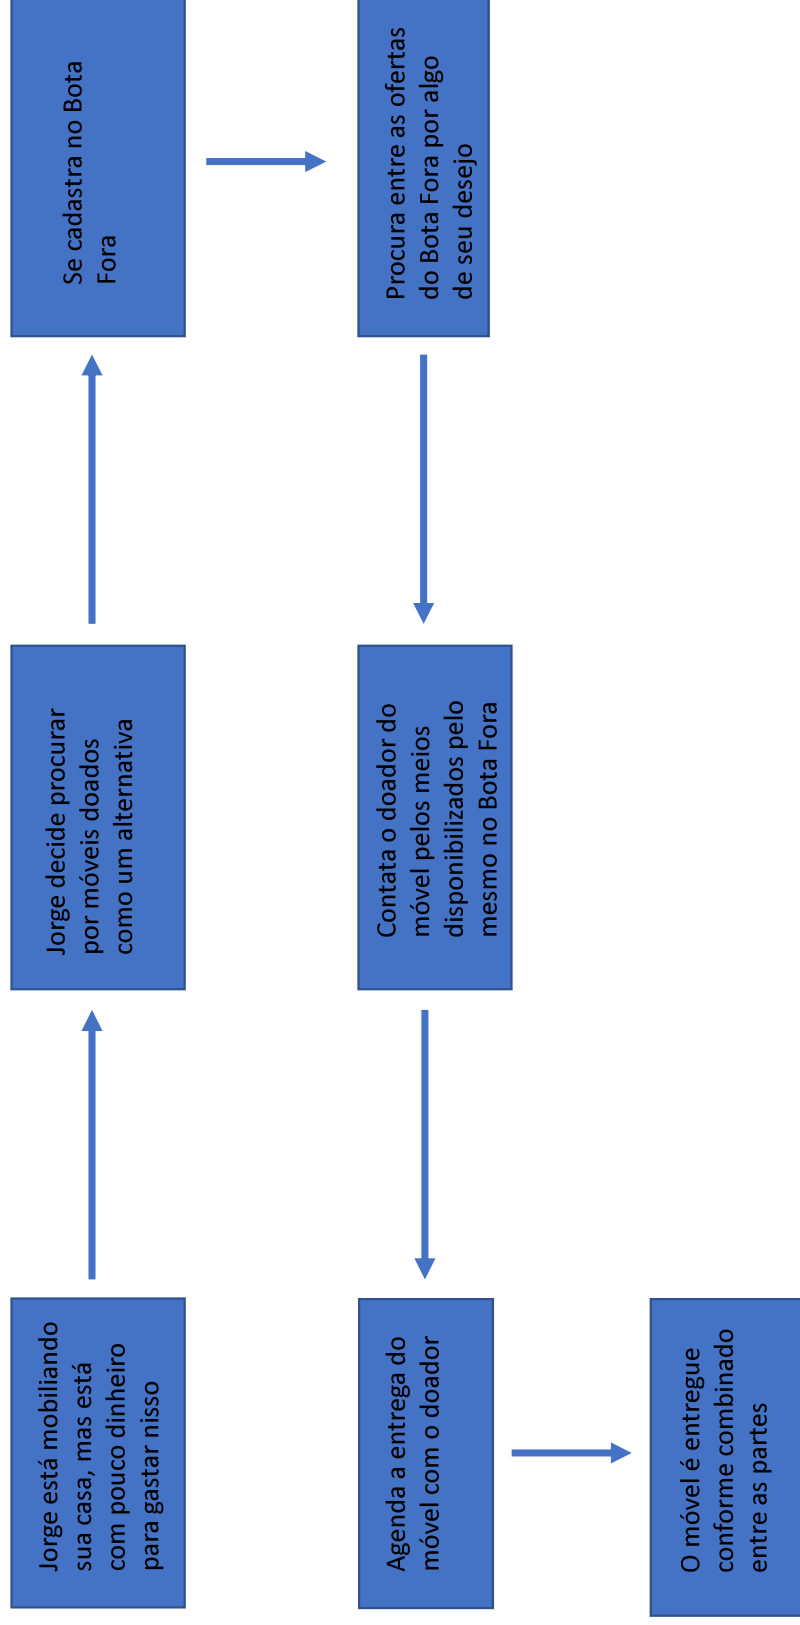 Jorge está mobiliando
sua casa, mas está
com pouco dinheiro
para gastar nisso
Jorge decide procurar
por móveis doados
como um alternativa
Se cadastra no Bota
Fora
Procura entre as ofertas
do Bota Fora por algo
de seu desejo
Contata o doador do
móvel pelos meios
disponibilizados pelo
mesmo no Bota Fora
Agenda a entrega do
móvel com o doador
O móvel é entregue
conforme combinado
entre as partes